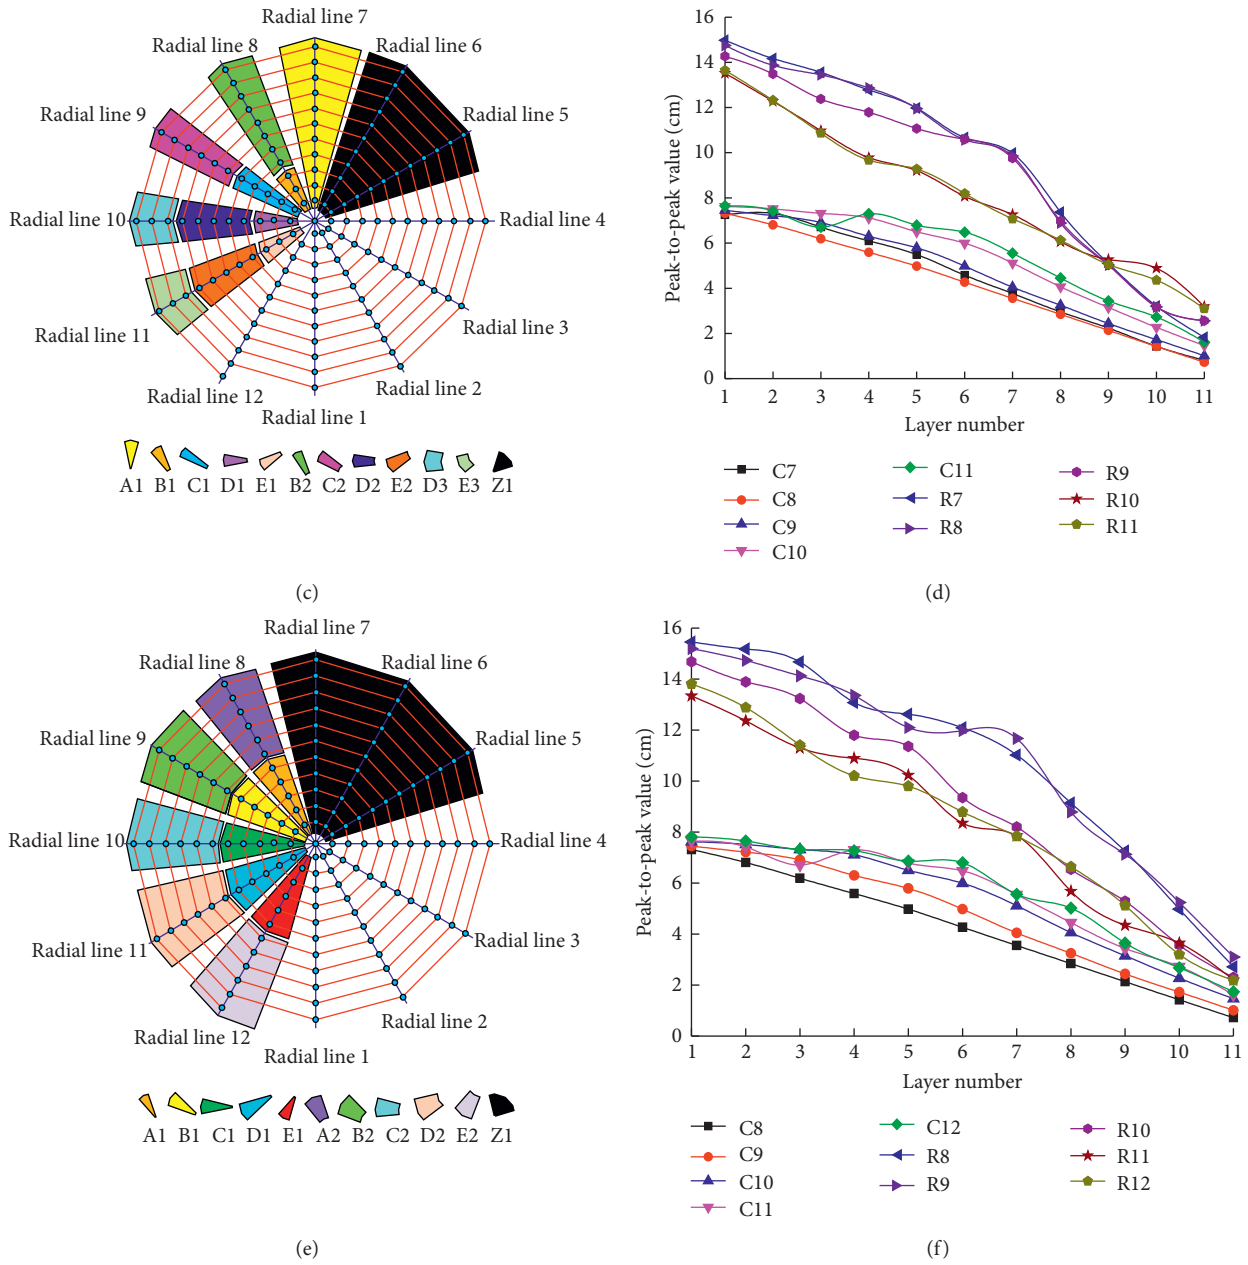 Radial line 7
Radial line 8
Radial line 6
Radial line 9
Radial line 5
Radial line 10
Radial line 4
Radial line 11
Radial line 3
Radial line 12
Radial line 2
Radial line 1
A1 B1 C1 D1 E1 B2 C2 D2 E2 D3 E3 Z1
(c)
Peak-to-peak value (cm)
16
14
12
10
8
6
4
2
0
1 2 3 4 5 6 7 8 9 10 11
Layer number
C7
C8
C9
C10
C11
R7
R8
R9
R10
R11
(d)
Radial line 7
Radial line 8
Radial line 6
Radial line 9
Radial line 5
Radial line 10
Radial line 4
Radial line 11
Radial line 3
Radial line 12
Radial line 2
Radial line 1
A1 B1 C1 D1 E1 A2 B2 C2 D2 E2 Z1
(e)
Peak-to-peak value (cm)
16
14
12
10
8
6
4
2
0
1 2 3 4 5 6 7 8 9 10 11
Layer number
C8
C9
C10
C11
C12
R8
R9
R10
R11
R12
(f)